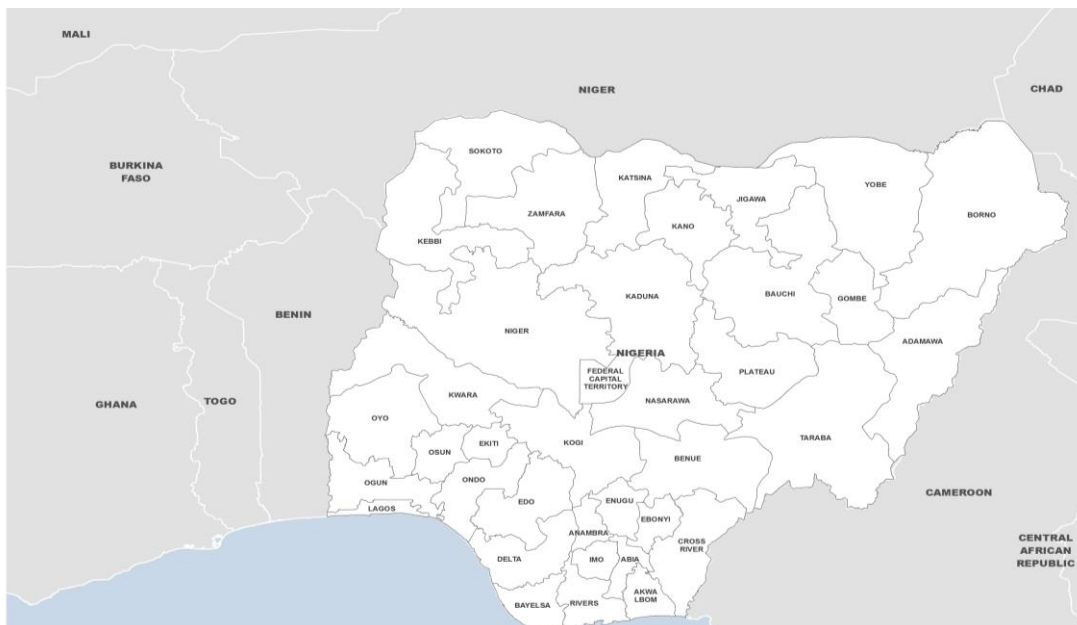 MALI
NIGER
CHAD
SOKOTO
BURKINA
FASO
KATSINA
YOBE
JIGAWA
ZAMFARA
BORNO
KANO
KEBBI
KADUNA
BAUCHI
GOMBE
BENIN
NIGER
ADAMAWA
NIGERIA
FEDERAL
CAPITAL
TERRITORY
PLATEAU
KWARA
NASARAWA
GHANA
TOGO
OYO
TARABA
EKITI
KOGI
OSUN
BENUE
OGUN
ONDO
CAMEROON
EDO
ENUGU
LAGOS
EBONYI
ANAMBRA
CROSS
RIVER
CENTRAL
AFRICAN
REPUBLIC
DELTA
IMO
ABIA
AKWA
LBOM
BAYELSA
RIVERS